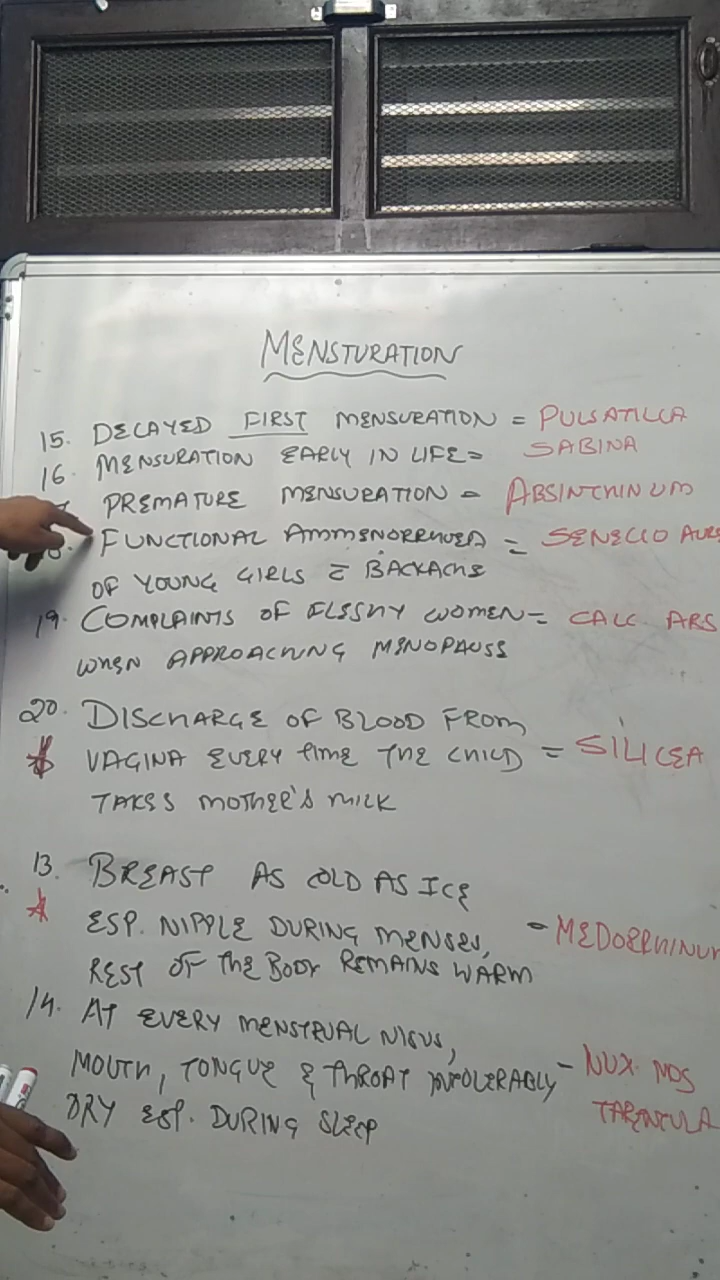 MENSTURATION
15. DELAYED FIRST MENSURATION = PULSATILLA
16. MENSURATION EARLY IN LIFE = SABINA
PREMATURE MENSURATION = ABSINTHINUM
FUNCTIONAL AMMENORRHOEA = SENECIO AURE
OF YOUNG GIRLS C̄ BACKACHE
19. COMPLAINTS OF FLESHY WOMEN = CALC. ARS
WHEN APPROACHING MENOPAUSE
20. DISCHARGE OF BLOOD FROM
VAGINA EVERY TIME THE CHILD = SILICEA
TAKES MOTHER'S MILK
13. BREAST AS COLD AS ICE
ESP. NIPPLE DURING MENSES, - MEDORRHINUM
REST OF THE BODY REMAINS WARM
14. AT EVERY MENSTRUAL NISUS,
MOUTH, TONGUE & THROAT INTOLERABLY - NUX. MOS
DRY ESP. DURING SLEEP TARENTULA